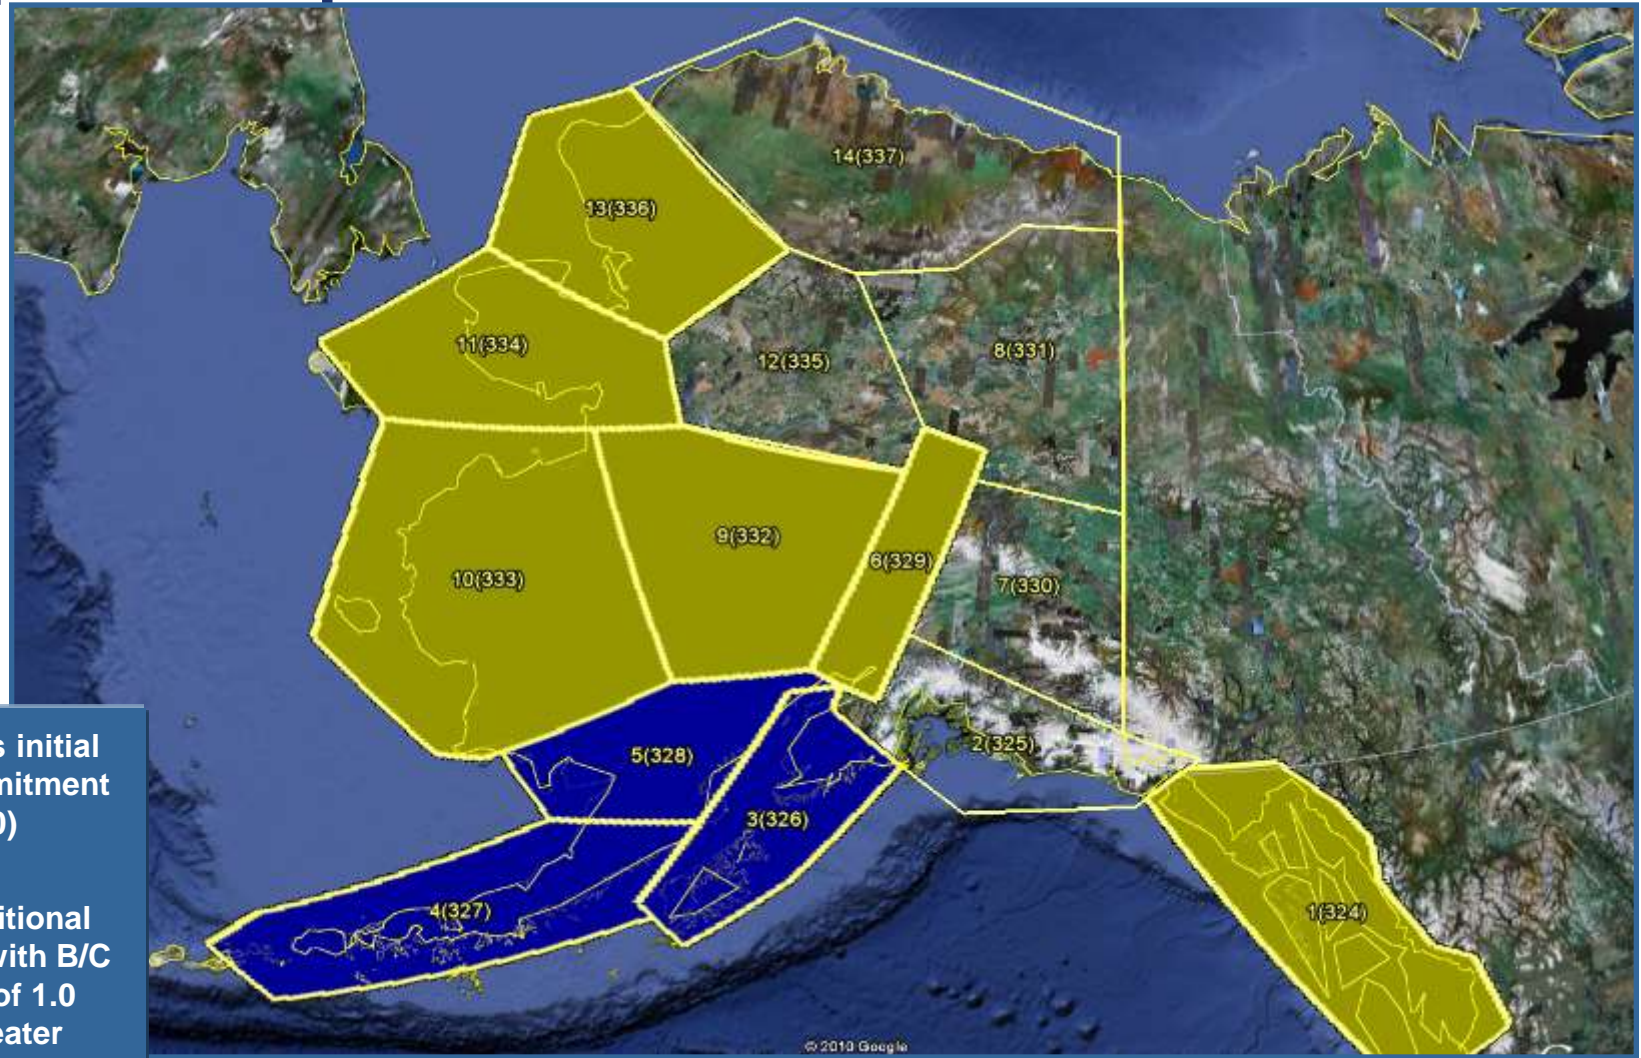 14(337)
13(336)
11(334)
12(335)
8(331)
9(332)
6(329)
10(333)
7(330)
2(325)
5(328)
3(326)
4(327)
1(324)
s initial
mitment
0)
itional
with B/C
of 1.0
eater
© 2010 Google